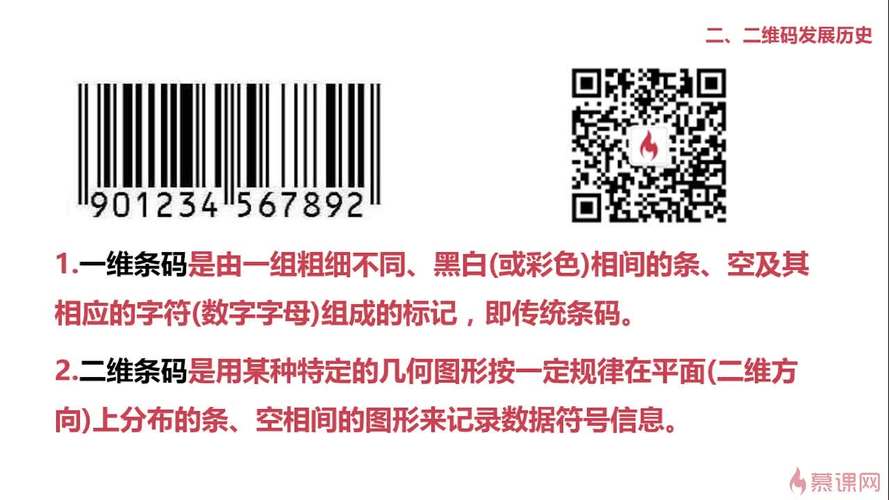 二、二维码发展历史
901234 567892
1.一维条码是由一组粗细不同、黑白(或彩色)相间的条、空及其
相应的字符(数字字母)组成的标记，即传统条码。
2.二维条码是用某种特定的几何图形按一定规律在平面(二维方
向)上分布的条、空相间的图形来记录数据符号信息。
慕课网